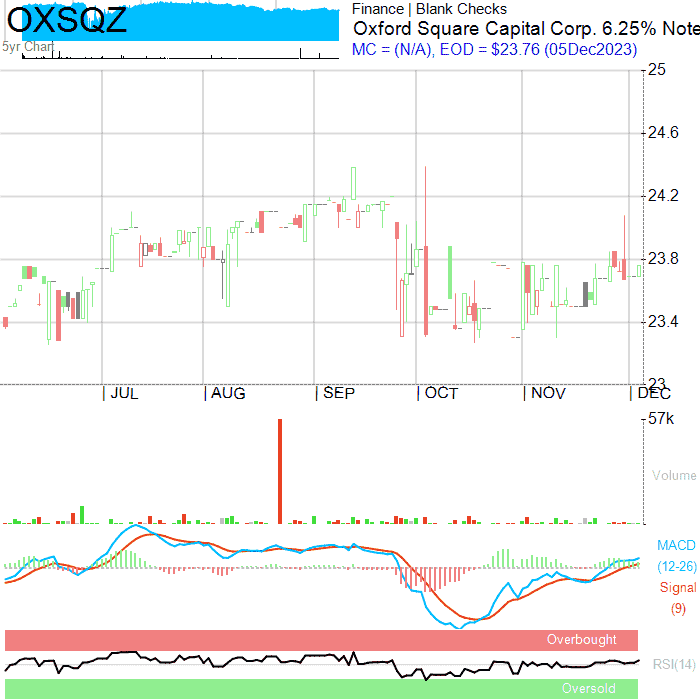 OXSQZ
5yr Chart
Finance | Blank Checks
Oxford Square Capital Corp. 6.25% Note
MC = (N/A), EOD = $23.76 (05Dec2023)
25
24.6
24.2
23.8
23.4
23
JUL AUG SEP OCT NOV DEC
57k
Volume
MACD
(12-26)
Signal
(9)
Overbought
RSI(14)
Oversold